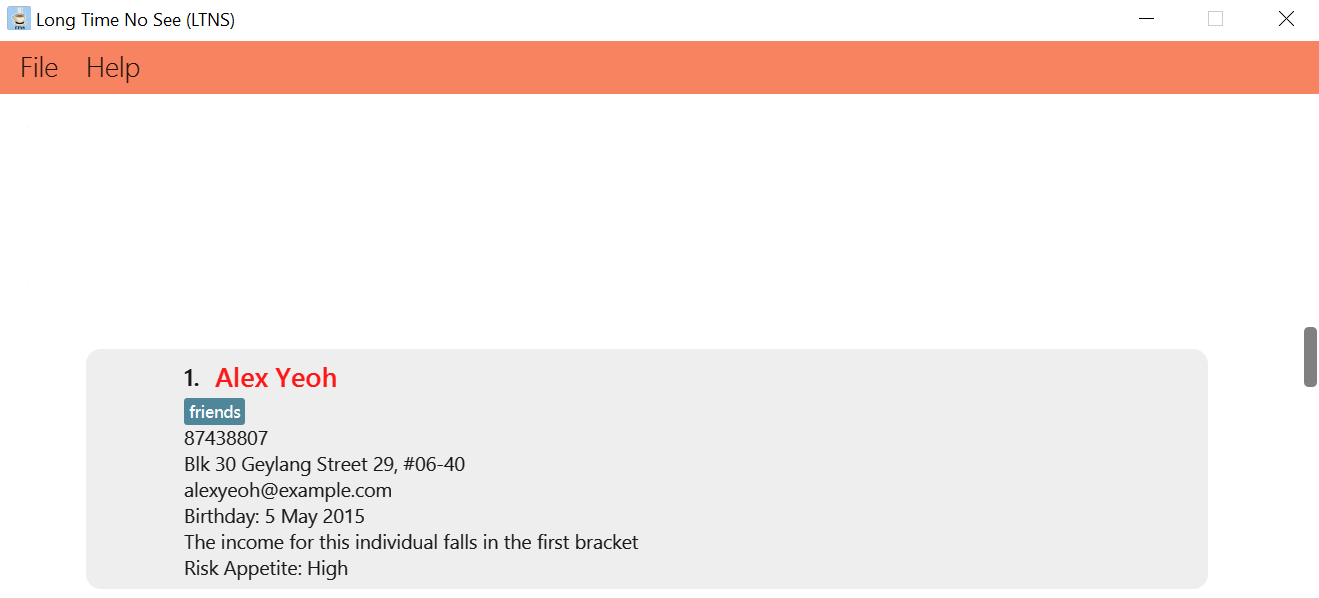 Long Time No See (LTNS)
File Help
1. Alex Yeoh
friends
87438807
Blk 30 Geylang Street 29, #06-40
alexyeoh@example.com
Birthday: 5 May 2015
The income for this individual falls in the first bracket
Risk Appetite: High